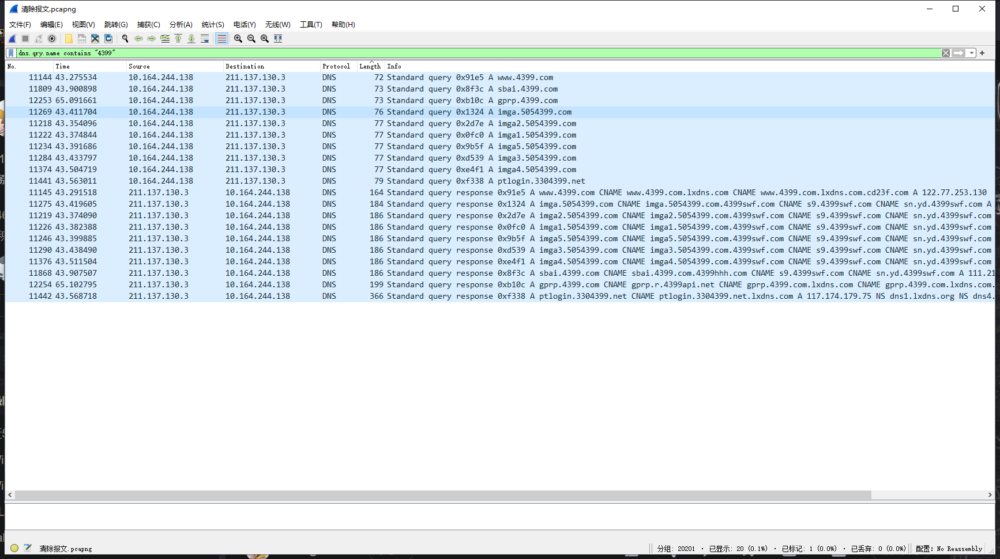 清除报文.pcapng
文件(F) 编辑(E) 视图(V) 跳转(G) 捕获(C) 分析(A) 统计(S) 电话(Y) 无线(W) 工具(T) 帮助(H)
dns.qry.name contains "4399"
No. Time Source Destination Protocol Length Info
11144 43.275534 10.164.244.138 211.137.130.3 DNS 72 Standard query 0x91e5 A www.4399.com
11809 43.900898 10.164.244.138 211.137.130.3 DNS 73 Standard query 0x8f3c A sbai.4399.com
12253 65.091661 10.164.244.138 211.137.130.3 DNS 73 Standard query 0xb10c A gprp.4399.com
11269 43.411704 10.164.244.138 211.137.130.3 DNS 76 Standard query 0x1324 A imga.5054399.com
11218 43.354096 10.164.244.138 211.137.130.3 DNS 77 Standard query 0x2d7e A imga2.5054399.com
11222 43.374844 10.164.244.138 211.137.130.3 DNS 77 Standard query 0x0fc0 A imga1.5054399.com
11234 43.391686 10.164.244.138 211.137.130.3 DNS 77 Standard query 0x9b5f A imga5.5054399.com
11284 43.433797 10.164.244.138 211.137.130.3 DNS 77 Standard query 0xd539 A imga3.5054399.com
11374 43.504719 10.164.244.138 211.137.130.3 DNS 77 Standard query 0xe4f1 A imga4.5054399.com
11441 43.563011 10.164.244.138 211.137.130.3 DNS 79 Standard query 0xf338 A ptlogin.3304399.net
11145 43.291518 211.137.130.3 10.164.244.138 DNS 164 Standard query response 0x91e5 A www.4399.com CNAME www.4399.com.lxdns.com CNAME www.4399.com.lxdns.com.cd23f.com A 122.77.253.130
11275 43.419605 211.137.130.3 10.164.244.138 DNS 184 Standard query response 0x1324 A imga.5054399.com CNAME imga.5054399.com.4399swf.com CNAME s9.4399swf.com CNAME sn.yd.4399swf.com A
11219 43.374090 211.137.130.3 10.164.244.138 DNS 186 Standard query response 0x2d7e A imga2.5054399.com CNAME imga2.5054399.com.4399swf.com CNAME s9.4399swf.com CNAME sn.yd.4399swf.com
11226 43.382388 211.137.130.3 10.164.244.138 DNS 186 Standard query response 0x0fc0 A imga1.5054399.com CNAME imga1.5054399.com.4399swf.com CNAME s9.4399swf.com CNAME sn.yd.4399swf.com
11246 43.399885 211.137.130.3 10.164.244.138 DNS 186 Standard query response 0x9b5f A imga5.5054399.com CNAME imga5.5054399.com.4399swf.com CNAME s9.4399swf.com CNAME sn.yd.4399swf.com
11290 43.438490 211.137.130.3 10.164.244.138 DNS 186 Standard query response 0xd539 A imga3.5054399.com CNAME imga3.5054399.com.4399swf.com CNAME s9.4399swf.com CNAME sn.yd.4399swf.com
11376 43.511504 211.137.130.3 10.164.244.138 DNS 186 Standard query response 0xe4f1 A imga4.5054399.com CNAME imga4.5054399.com.4399swf.com CNAME s9.4399swf.com CNAME sn.yd.4399swf.com
11868 43.907507 211.137.130.3 10.164.244.138 DNS 186 Standard query response 0x8f3c A sbai.4399.com CNAME sbai.4399.com.4399hhh.com CNAME s9.4399swf.com CNAME sn.yd.4399swf.com A 111.21
12254 65.102795 211.137.130.3 10.164.244.138 DNS 199 Standard query response 0xb10c A gprp.4399.com CNAME gprp.r.4399api.net CNAME gprp.4399.com.lxdns.com CNAME gprp.4399.com.lxdns.com.
11442 43.568718 211.137.130.3 10.164.244.138 DNS 366 Standard query response 0xf338 A ptlogin.3304399.net CNAME ptlogin.3304399.net.lxdns.com A 117.174.179.75 NS dns1.lxdns.org NS dns4.
清除报文.pcapng 分组: 20201 · 已显示: 20 (0.1%) · 已标记: 1 (0.0%) · 已丢弃: 0 (0.0%) 配置: No Reassembly